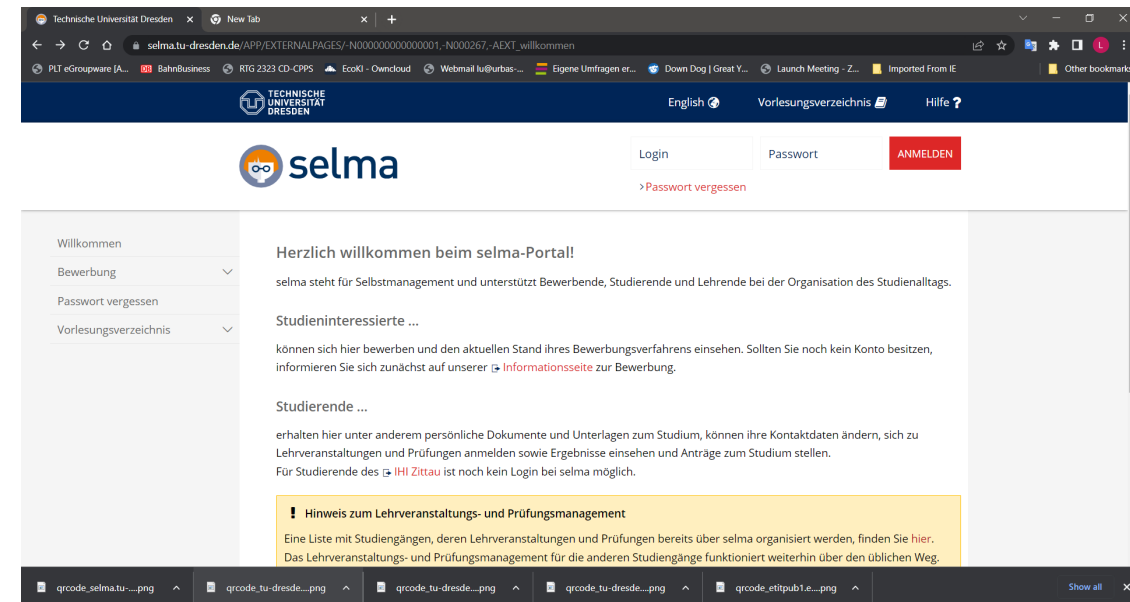 Technische Universität Dresden
New Tab
selma.tu-dresden.de/APP/EXTERNALPAGES/-N000000000000001,-N000267,-AEXT_willkommen
PLT eGroupware [A... BahnBusiness RTG 2323 CD-CPPS EcoKI - Owncloud Webmail lu@urbas-... Eigene Umfragen er... Down Dog | Great Y... Launch Meeting - Z... Imported From IE Other bookmarks
TECHNISCHE
UNIVERSITÄT
DRESDEN
English Vorlesungsverzeichnis Hilfe ?
selma
Login Passwort ANMELDEN
Passwort vergessen
Willkommen
Bewerbung
Passwort vergessen
Vorlesungsverzeichnis
Herzlich willkommen beim selma-Portal!
selma steht für Selbstmanagement und unterstützt Bewerbende, Studierende und Lehrende bei der Organisation des Studienalltags.
Studieninteressierte ...
können sich hier bewerben und den aktuellen Stand ihres Bewerbungsverfahrens einsehen. Sollten Sie noch kein Konto besitzen,
informieren Sie sich zunächst auf unserer Informationsseite zur Bewerbung.
Studierende ...
erhalten hier unter anderem persönliche Dokumente und Unterlagen zum Studium, können ihre Kontaktdaten ändern, sich zu
Lehrveranstaltungen und Prüfungen anmelden sowie Ergebnisse einsehen und Anträge zum Studium stellen.
Für Studierende des IHI Zittau ist noch kein Login bei selma möglich.
! Hinweis zum Lehrveranstaltungs- und Prüfungsmanagement
Eine Liste mit Studiengängen, deren Lehrveranstaltungen und Prüfungen bereits über selma organisiert werden, finden Sie hier.
Das Lehrveranstaltungs- und Prüfungsmanagement für die anderen Studiengänge funktioniert weiterhin über den üblichen Weg.
qrcode_selma.tu-....png qrcode_tu-dresde....png qrcode_tu-dresde....png qrcode_tu-dresde....png qrcode_etitpub1.e....png Show all